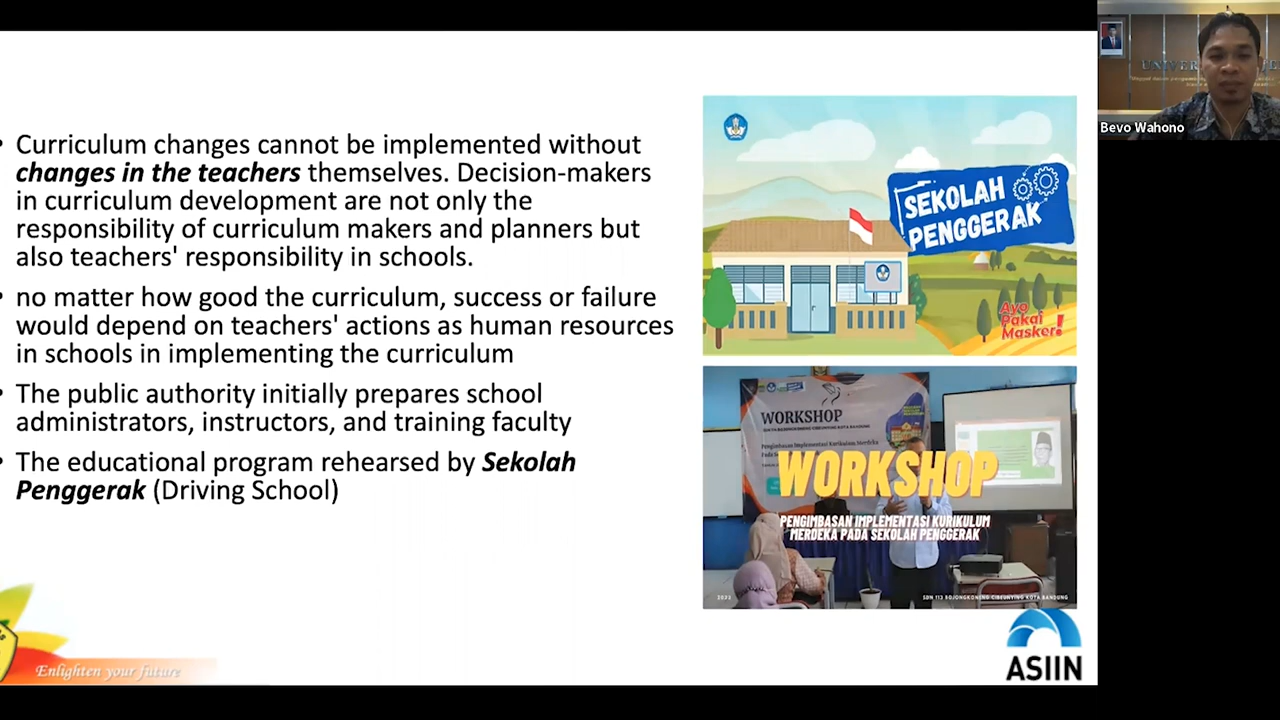 • Curriculum changes cannot be implemented without
changes in the teachers themselves. Decision-makers
in curriculum development are not only the
responsibility of curriculum makers and planners but
also teachers' responsibility in schools.
• no matter how good the curriculum, success or failure
would depend on teachers' actions as human resources
in schools in implementing the curriculum
• The public authority initially prepares school
administrators, instructors, and training faculty
• The educational program rehearsed by Sekolah
Penggerak (Driving School)
Enlighten your future
SEKOLAH
PENGGERAK
Ayo
Pakai
Masker!
WORKSHOP
Pengimbasan Implementasi Kurikulum Merdeka
WORKSHOP
PENGIMBASAN IMPLEMENTASI KURIKULUM
MERDEKA PADA SEKOLAH PENGGERAK
SDN 113 BOJONGKONENG CIBEUNYING KOTA BANDUNG
ASIIN
Bevo Wahono